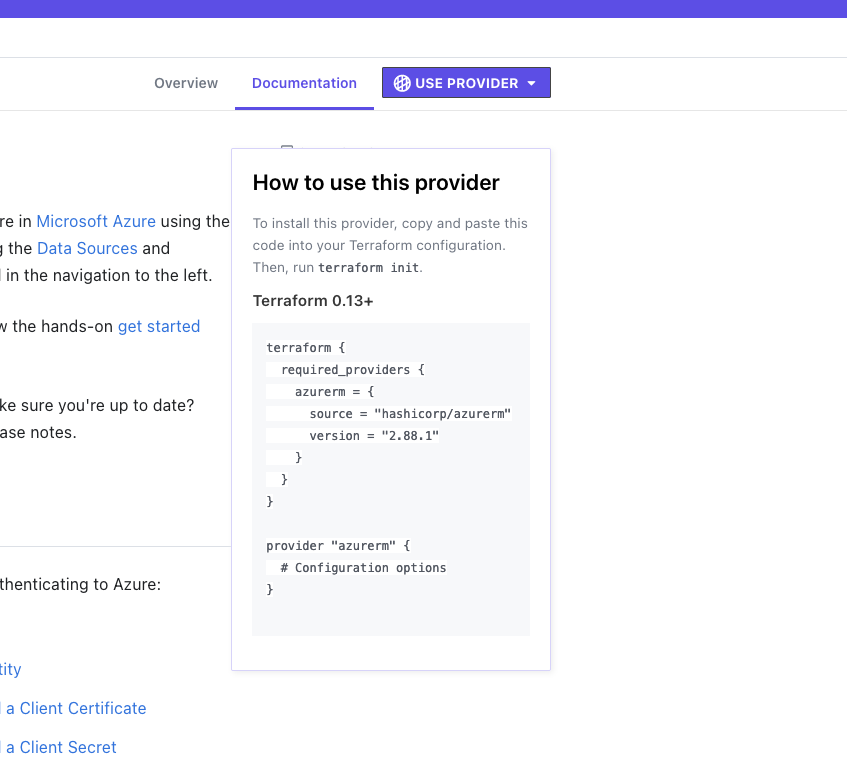 Overview Documentation USE PROVIDER
re in Microsoft Azure using the
g the Data Sources and
in the navigation to the left.
w the hands-on get started
ke sure you're up to date?
ase notes.
thenticating to Azure:
tity
a Client Certificate
a Client Secret
How to use this provider
To install this provider, copy and paste this
code into your Terraform configuration.
Then, run terraform init.
Terraform 0.13+
terraform {
  required_providers {
    azurerm = {
      source = "hashicorp/azurerm"
      version = "2.88.1"
    }
  }
}
provider "azurerm" {
  # Configuration options
}